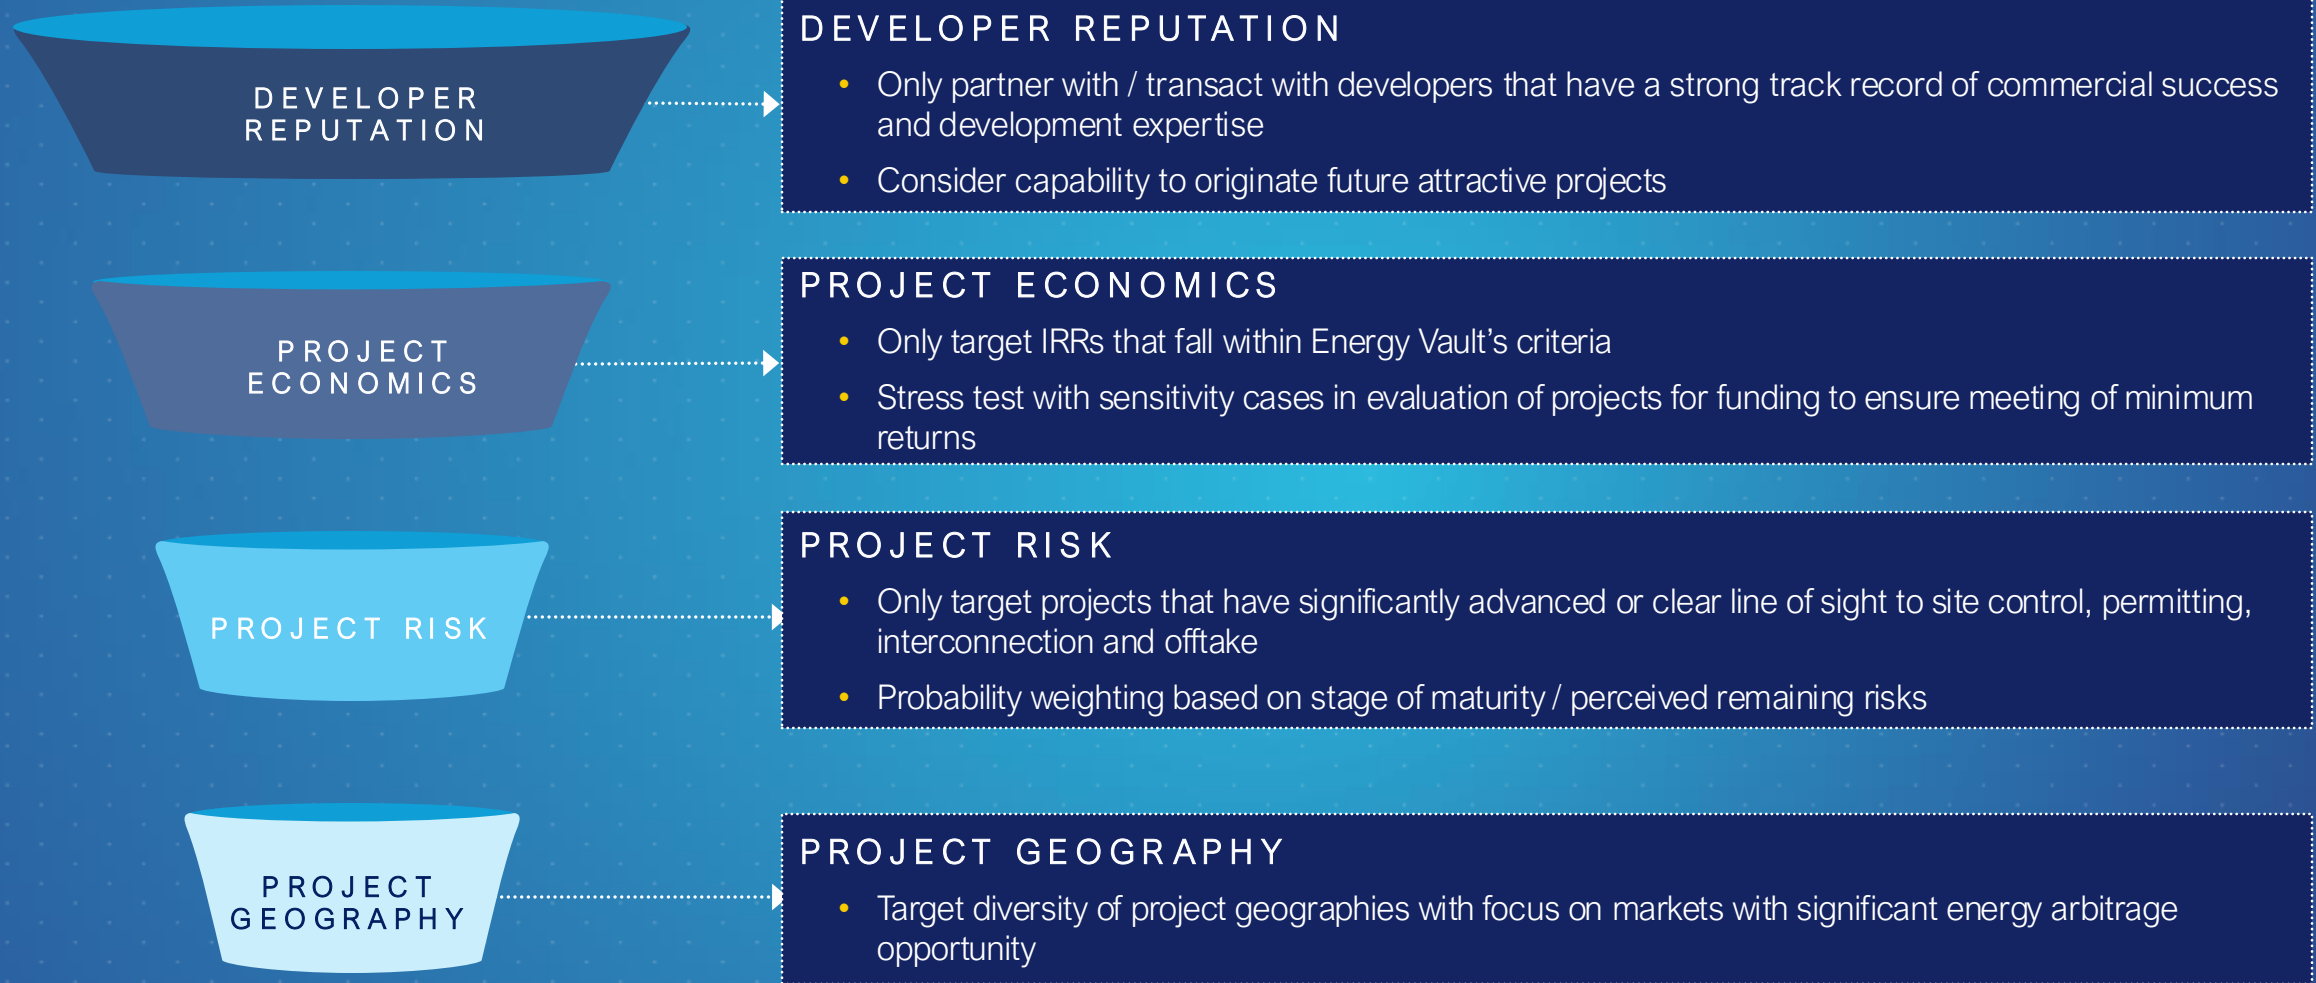 DEVELOPER
REPUTATION
DEVELOPER REPUTATION
• Only partner with / transact with developers that have a strong track record of commercial success
and development expertise
• Consider capability to originate future attractive projects
PROJECT
ECONOMICS
PROJECT ECONOMICS
• Only target IRRs that fall within Energy Vault’s criteria
• Stress test with sensitivity cases in evaluation of projects for funding to ensure meeting of minimum
returns
PROJECT RISK
PROJECT RISK
• Only target projects that have significantly advanced or clear line of sight to site control, permitting,
interconnection and offtake
• Probability weighting based on stage of maturity / perceived remaining risks
PROJECT
GEOGRAPHY
PROJECT GEOGRAPHY
• Target diversity of project geographies with focus on markets with significant energy arbitrage
opportunity